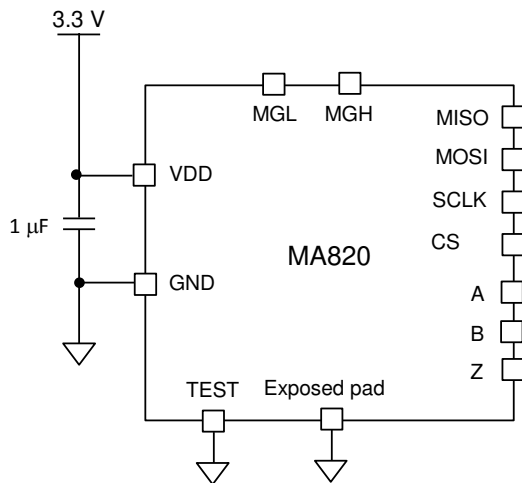 3.3 V
MGL MGH
MISO
MOSI
VDD
SCLK
1 μF
CS
MA820
GND
A
B
Z
TEST Exposed pad